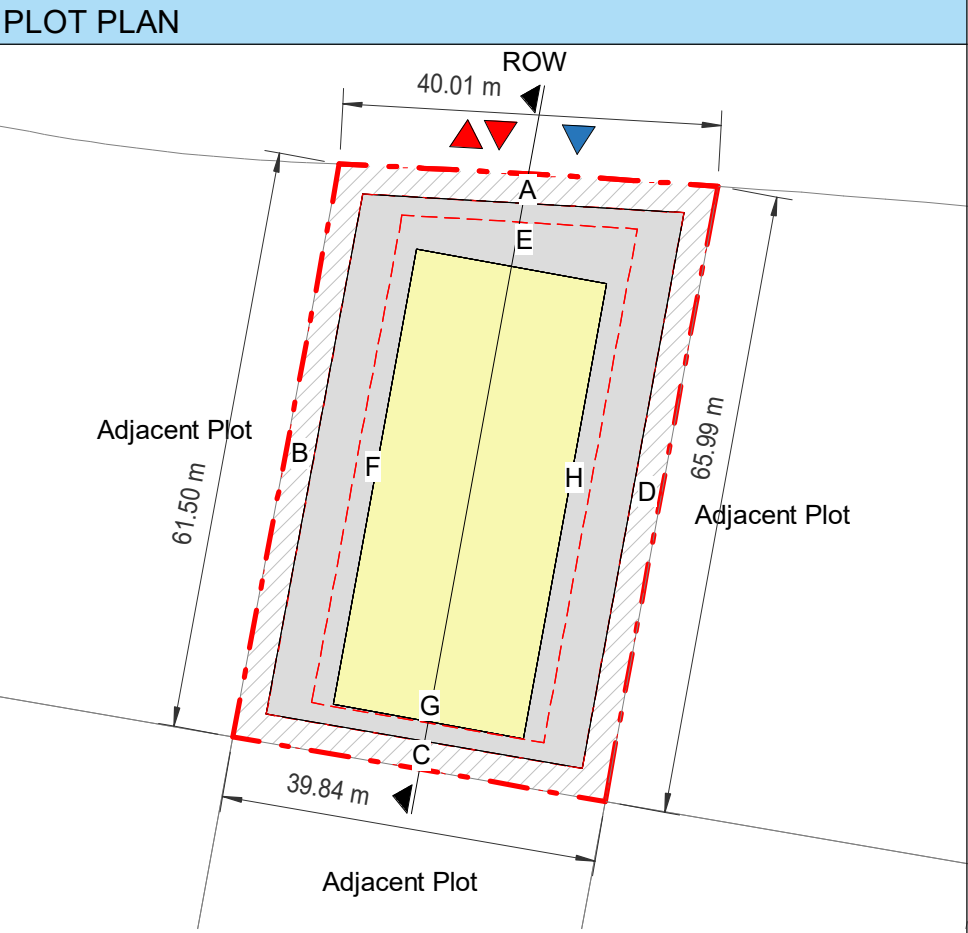 PLOT PLAN
ROW
40.01 m
A
E
Adjacent Plot
B
F
H
D
65.99 m
61.50 m
Adjacent Plot
G
C
39.84 m
Adjacent Plot